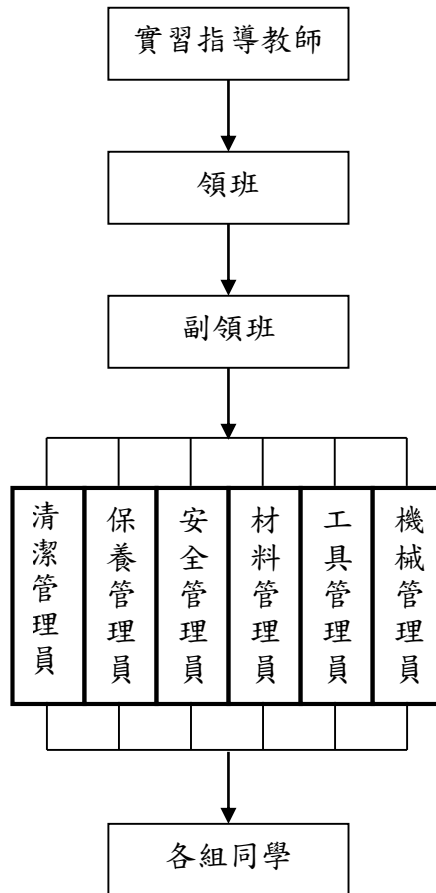 實習指導教師
領班
副領班
清潔管理員
保養管理員
安全管理員
材料管理員
工具管理員
機械管理員
各組同學